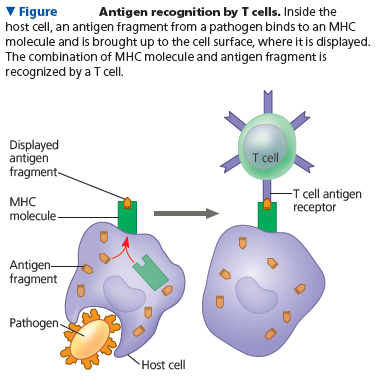 ▼ Figure Antigen recognition by T cells. Inside the
host cell, an antigen fragment from a pathogen binds to an MHC
molecule and is brought up to the cell surface, where it is displayed.
The combination of MHC molecule and antigen fragment is
recognized by a T cell.
Displayed
antigen
fragment
MHC
molecule
Antigen
fragment
Pathogen
Host cell
T cell
T cell antigen
receptor